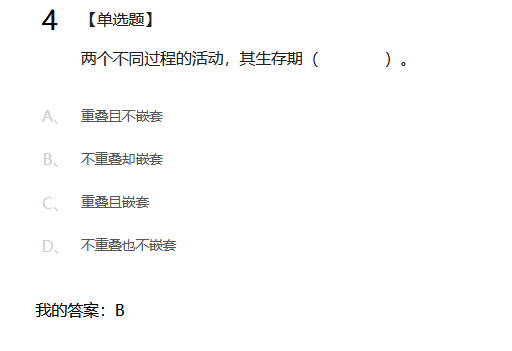 4 【单选题】
两个不同过程的活动，其生存期（　　　　）。
A、 重叠且不嵌套
B、 不重叠却嵌套
C、 重叠且嵌套
D、 不重叠也不嵌套
我的答案：B